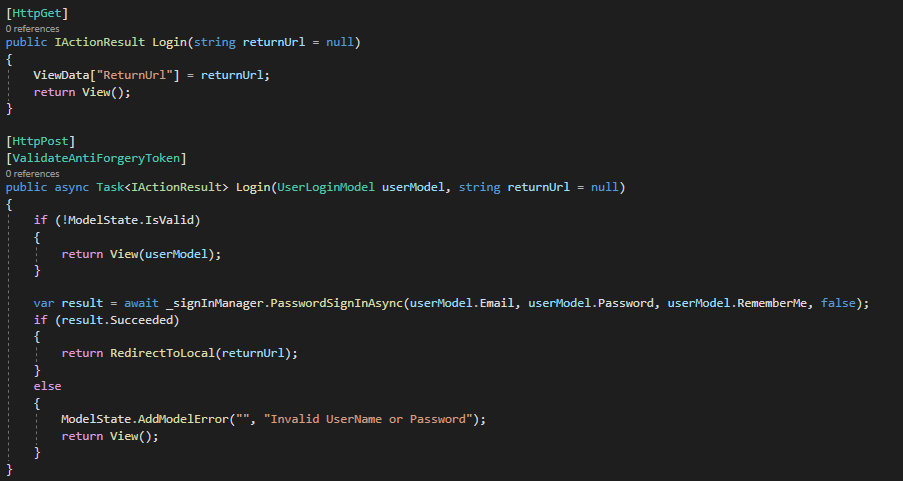 [HttpGet]
0 references
public IActionResult Login(string returnUrl = null)
{
ViewData["ReturnUrl"] = returnUrl;
return View();
}
[HttpPost]
[ValidateAntiForgeryToken]
0 references
public async Task<IActionResult> Login(UserLoginModel userModel, string returnUrl = null)
{
if (!ModelState.IsValid)
{
return View(userModel);
}
var result = await _signInManager.PasswordSignInAsync(userModel.Email, userModel.Password, userModel.RememberMe, false);
if (result.Succeeded)
{
return RedirectToLocal(returnUrl);
}
else
{
ModelState.AddModelError("", "Invalid UserName or Password");
return View();
}
}